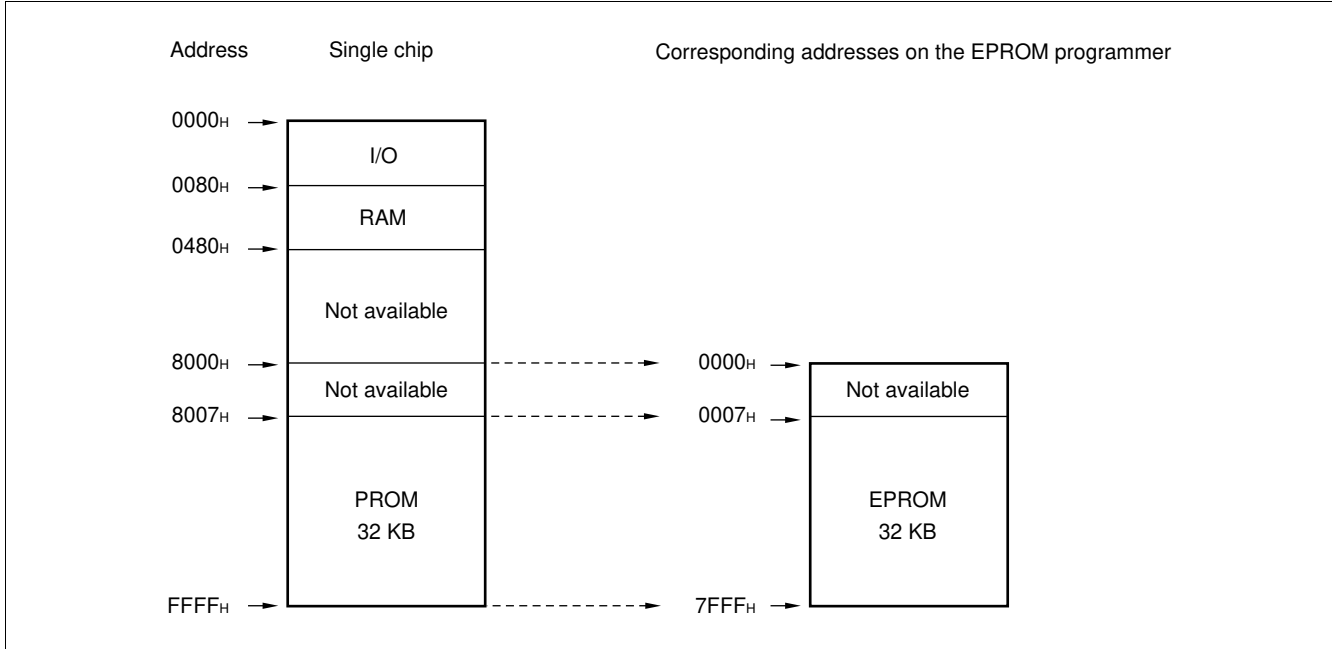 Address Single chip Corresponding addresses on the EPROM programmer
0000H
I/O
0080H
RAM
0480H
Not available
8000H 0000H
Not available Not available
8007H 0007H
PROM EPROM
32 KB 32 KB
FFFFH 7FFFH